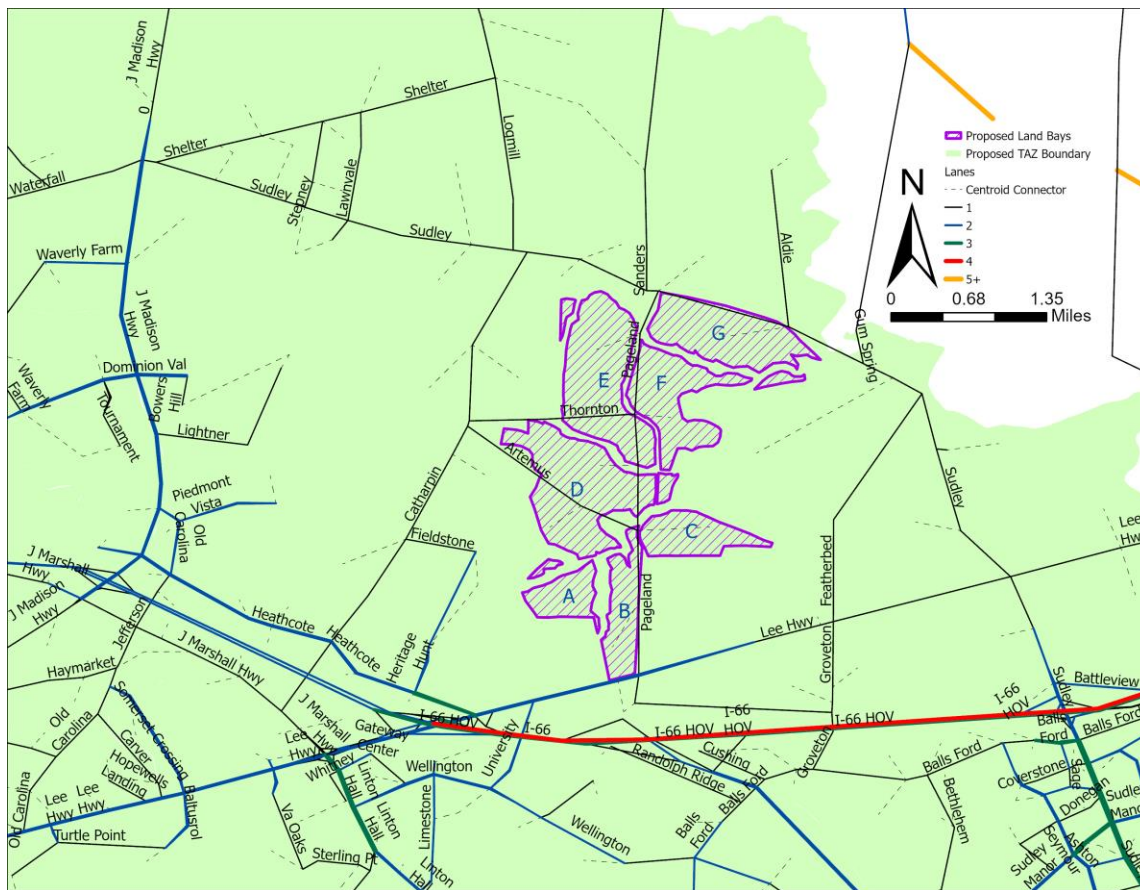 J Madison
Hwy
0
Shelter
Shelter
Waterfall
Sudley
Stepney
Lawnvale
Logmill
Sudley
Waverly Farm
J Madison
Hwy
Dominion Val
Waverly
Farm
Tournament
Bowers
Hill
Lightner
Piedmont
Vista
Old
Carolina
J Marshall
Hwy
J Madison
Hwy
Jefferson
Haymarket
J Marshall Hwy
Heathcote
Heathcote
Heritage
Hunt
Fieldstone
Catharpin
Artemus
Thornton
Sanders
Pageland
Aldie
G
E
F
D
C
A
B
Pageland
Gum Spring
Sudley
Featherbed
Groveton
Lee Hwy
Lee
Hwy
Proposed Land Bays
Proposed TAZ Boundary
Lanes
Centroid Connector
1
2
3
4
5+
N
0 0.68 1.35
Miles
I-66
I-66 HOV
I-66
I-66 HOV
HOV
I-66 HOV
I-66
HOV
Sudley
Battleview
Balls
Ford
Balls Ford
Balls Ford
Cushing
Randolph Ridge
Groveton
Balls Ford
Balls
Ford
Bethlehem
Coverstone
Sage
Donegan
Sudley
Manor
Sudley
Manor
Seymour
Ashton
Sudley
University
Wellington
Wellington
Limestone
Gateway
Center
J Marshall
Hwy
Lee
Hwy
Whitney
Linton
Hall
Linton
Hall
Linton
Hall
Va Oaks
Sterling Pt
Old
Carolina
Somerset Crossing
Carver
Hopewells
Landing
Baltusrol
Lee
Hwy
Lee
Hwy
Turtle Point
Old Carolina